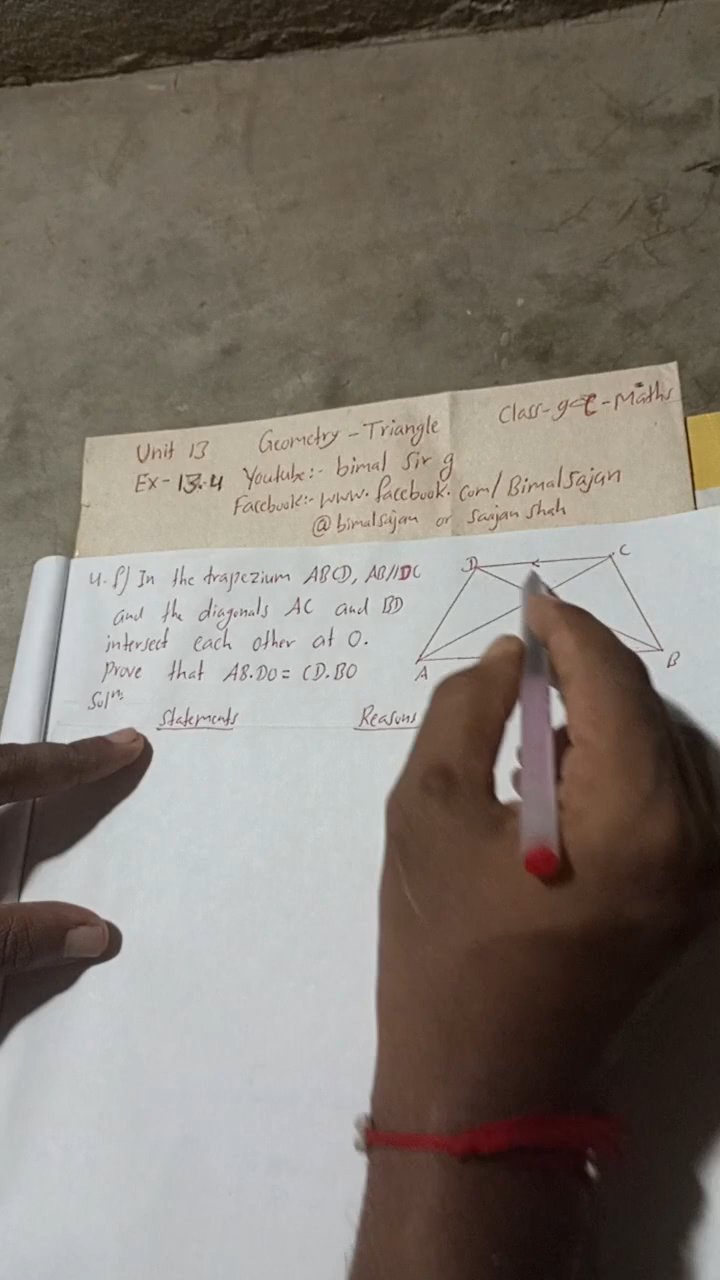 Unit 13 Geometry - Triangle Class-9 - Maths
Ex-13.4 Youtube:- bimal Sir g
Facebook:- www.facebook.com/Bimalsajan
@bimalsajan or Saajan Shah
4. f) In the trapezium ABCD, AB//DC
and the diagonals AC and BD
intersect each other at O.
Prove that AB.DO = CD.BO
Solⁿ:
Statements Reasons
D C
A B